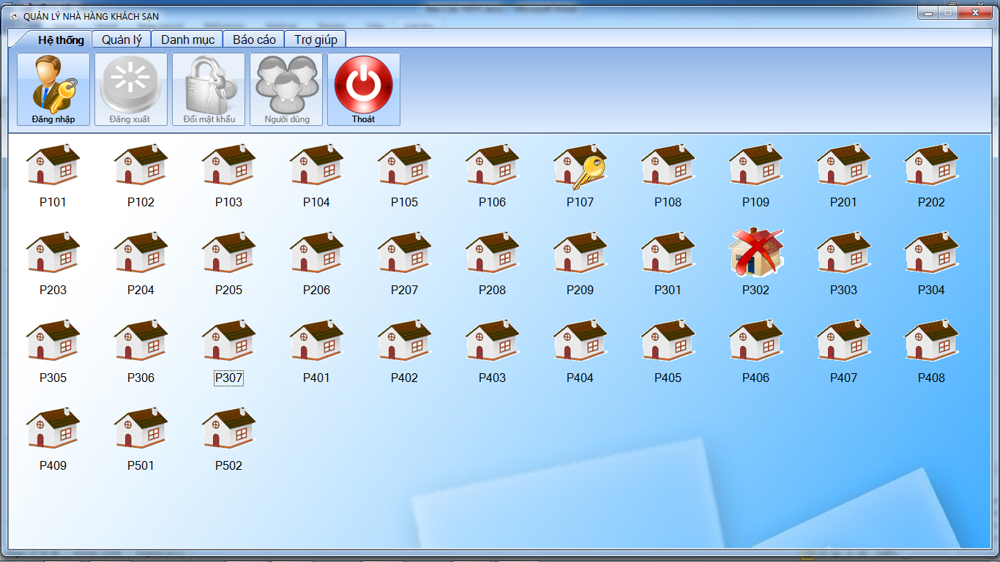 QUẢN LÝ NHÀ HÀNG KHÁCH SẠN
Hệ thống Quản lý Danh mục Báo cáo Trợ giúp
Đăng nhập Đăng xuất Đổi mật khẩu Người dùng Thoát
P101 P102 P103 P104 P105 P106 P107 P108 P109 P201 P202
P203 P204 P205 P206 P207 P208 P209 P301 P302 P303 P304
P305 P306 P307 P401 P402 P403 P404 P405 P406 P407 P408
P409 P501 P502